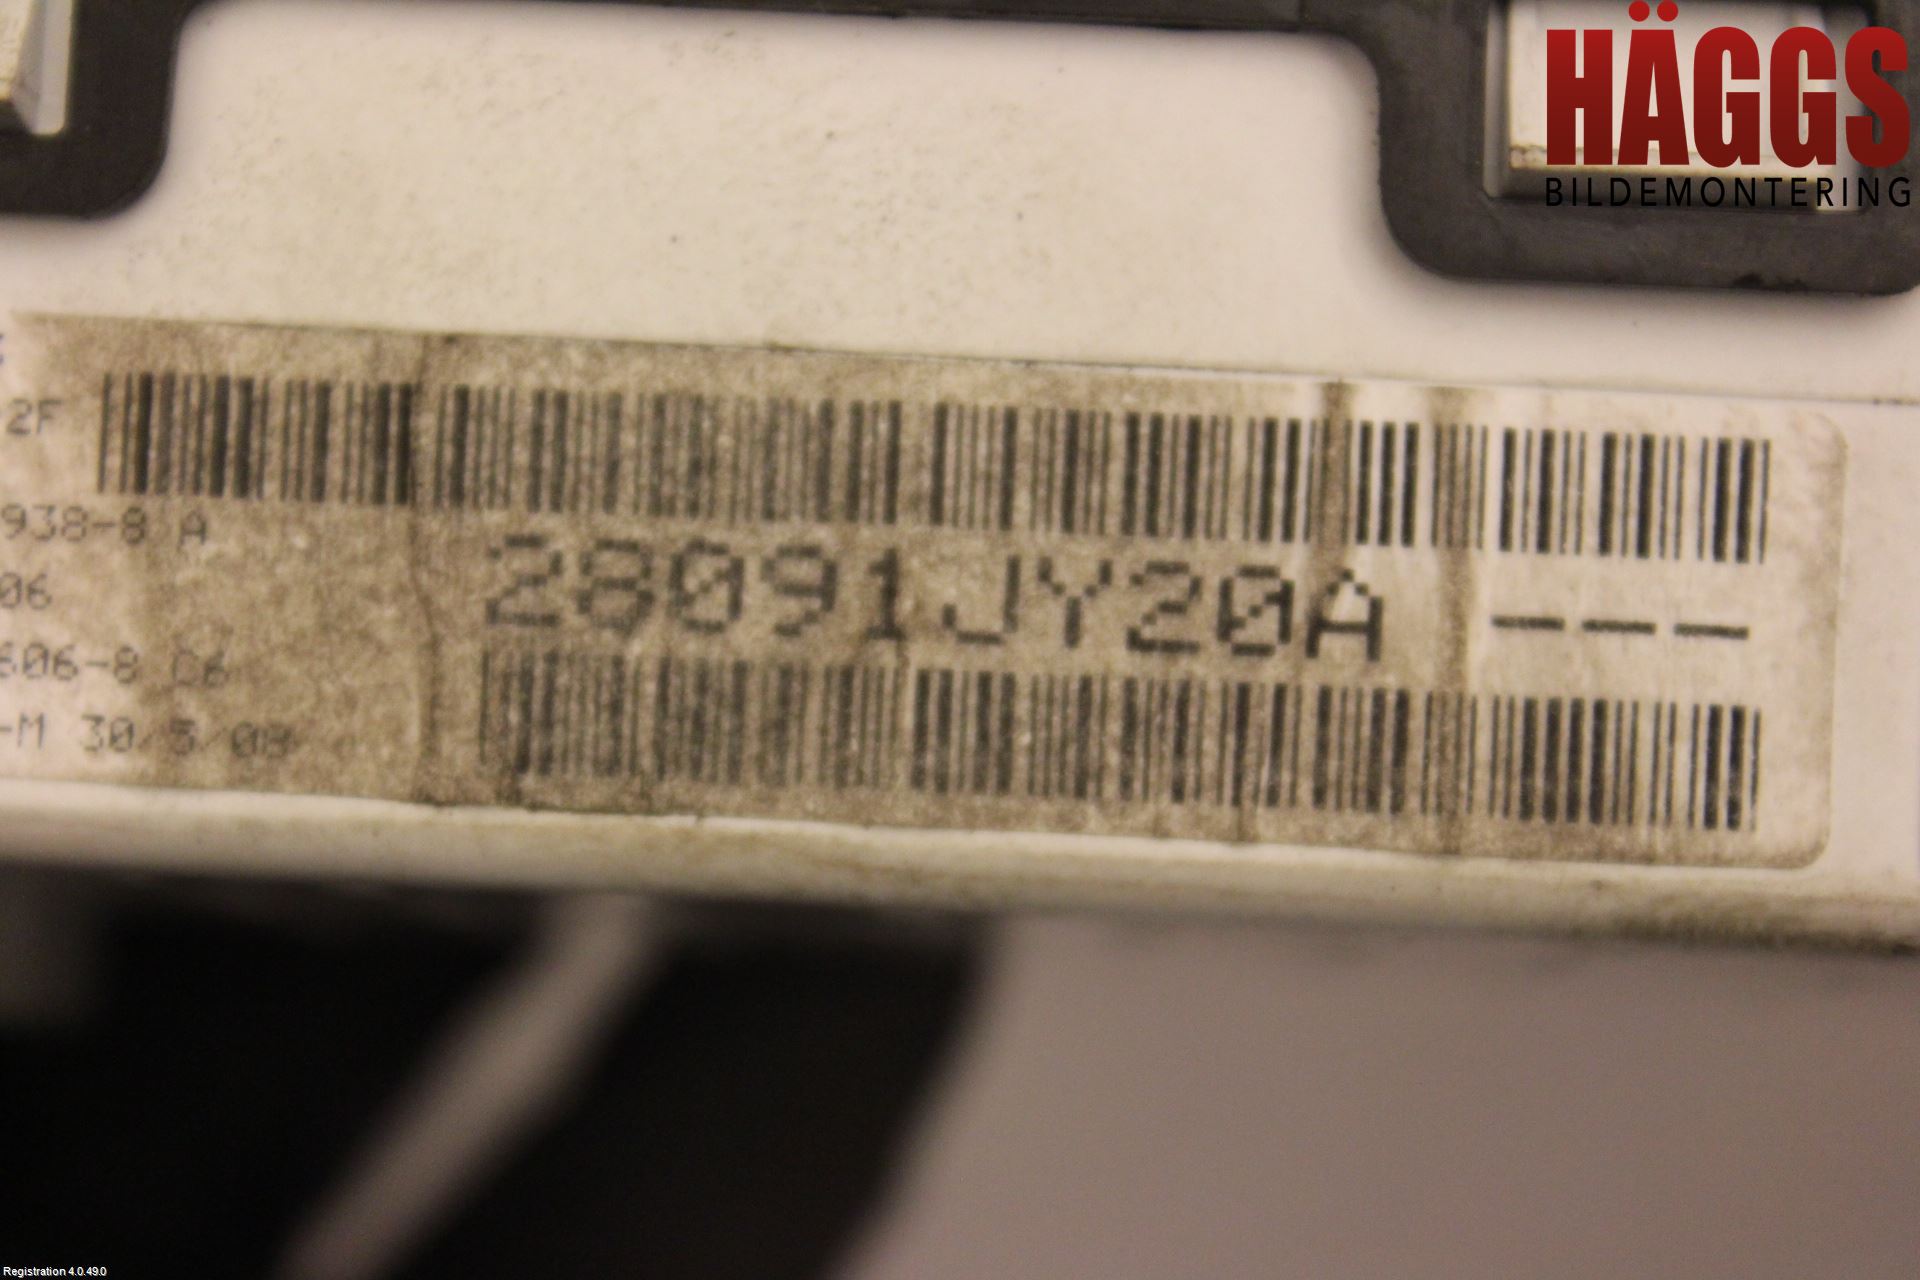 HÄGGS
BILDEMONTERING
2F
938-8 A
28091JY20A ---
06
606-8 C6
-M 30/5/08
Registration 4.0.49.0